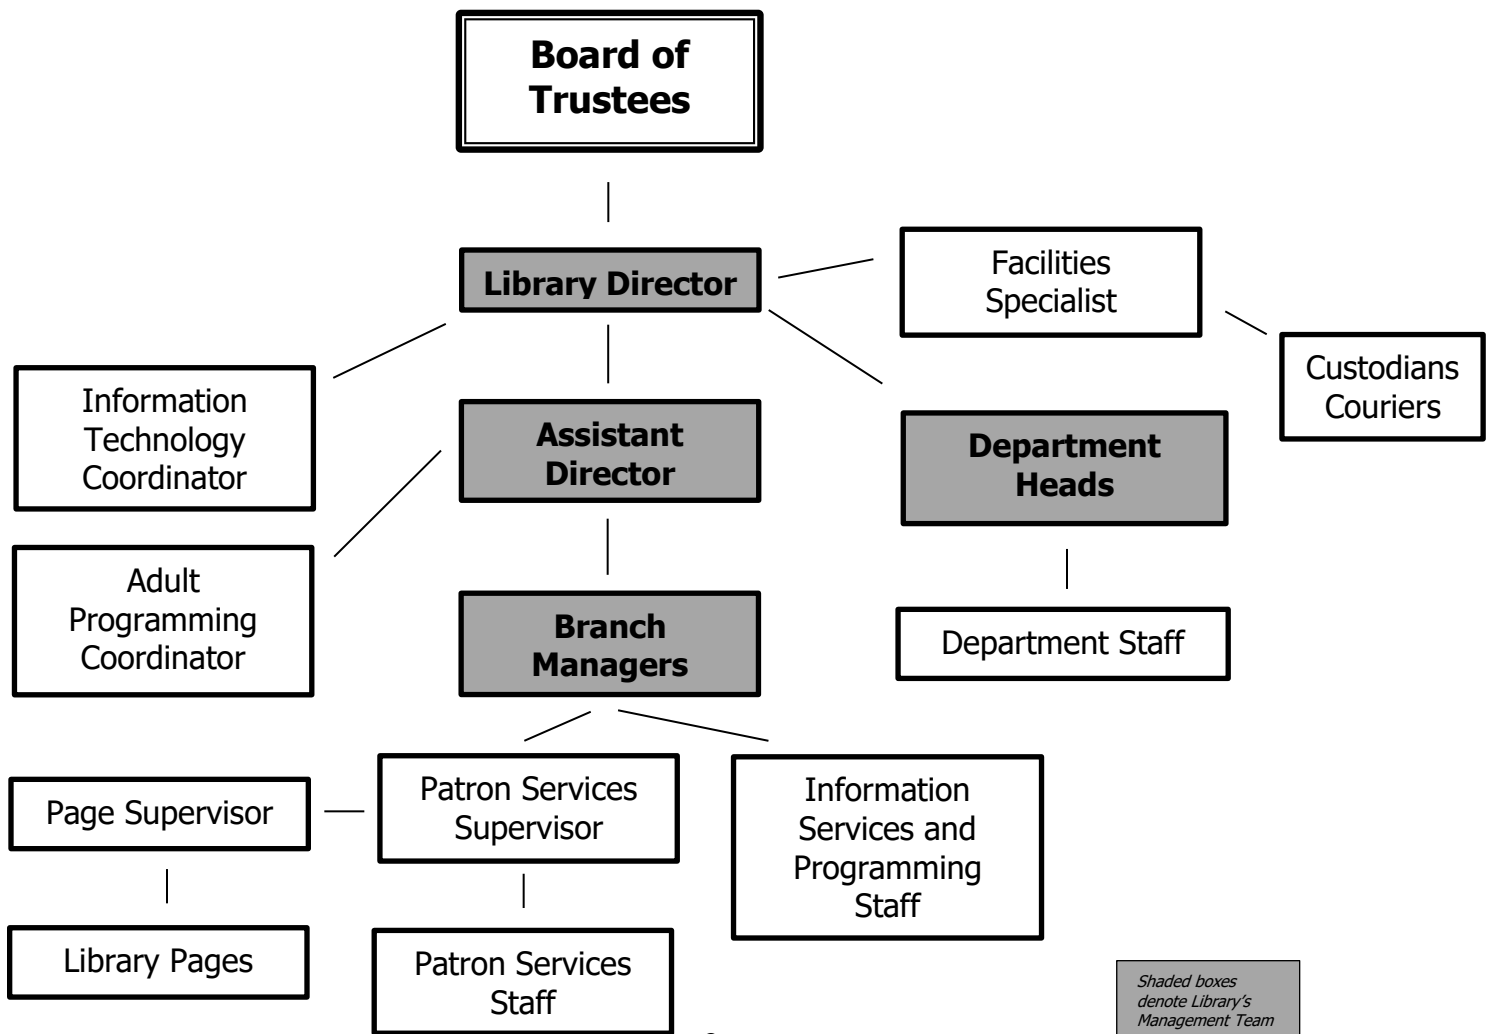 Board of
Trustees
Library Director
Facilities
Specialist
Custodians
Couriers
Information
Technology
Coordinator
Assistant
Director
Department
Heads
Adult
Programming
Coordinator
Branch
Managers
Department Staff
Page Supervisor
Patron Services
Supervisor
Information
Services and
Programming
Staff
Library Pages
Patron Services
Staff
Shaded boxes
denote Library’s
Management Team